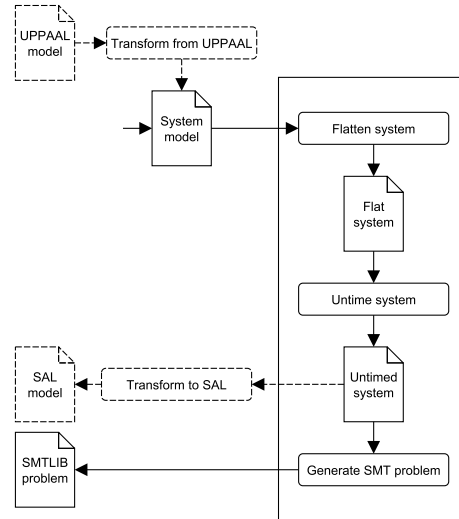 UPPAAL
model
Transform from UPPAAL
System
model
Flatten system
Flat
system
Untime system
SAL
model
Transform to SAL
Untimed
system
SMTLIB
problem
Generate SMT problem